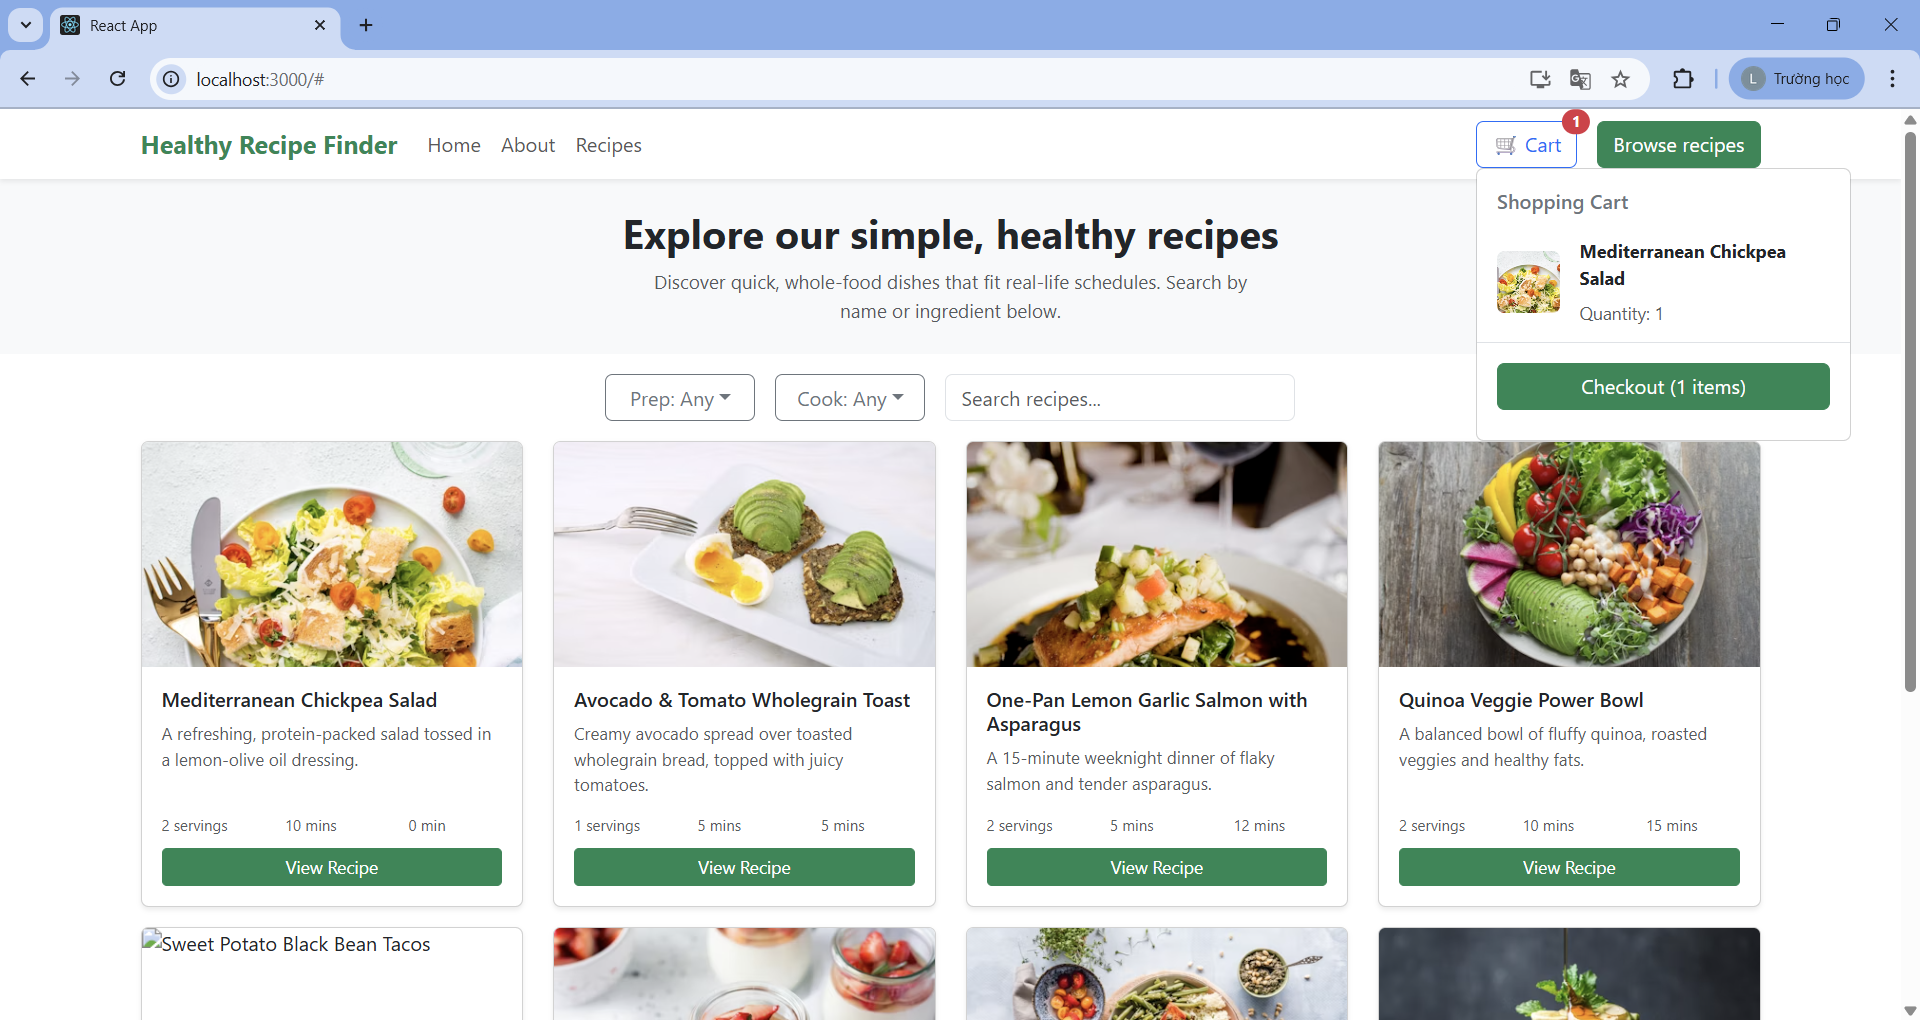 React App
localhost:3000/#
L Trường học
Healthy Recipe Finder
Home
About
Recipes
Cart
1
Browse recipes
Shopping Cart
Mediterranean Chickpea
Salad
Quantity: 1
Checkout (1 items)
Explore our simple, healthy recipes
Discover quick, whole-food dishes that fit real-life schedules. Search by
name or ingredient below.
Prep: Any
Cook: Any
Search recipes...
Mediterranean Chickpea Salad
A refreshing, protein-packed salad tossed in
a lemon-olive oil dressing.
2 servings
10 mins
0 min
View Recipe
Avocado & Tomato Wholegrain Toast
Creamy avocado spread over toasted
wholegrain bread, topped with juicy
tomatoes.
1 servings
5 mins
5 mins
View Recipe
One-Pan Lemon Garlic Salmon with
Asparagus
A 15-minute weeknight dinner of flaky
salmon and tender asparagus.
2 servings
5 mins
12 mins
View Recipe
Quinoa Veggie Power Bowl
A balanced bowl of fluffy quinoa, roasted
veggies and healthy fats.
2 servings
10 mins
15 mins
View Recipe
Sweet Potato Black Bean Tacos